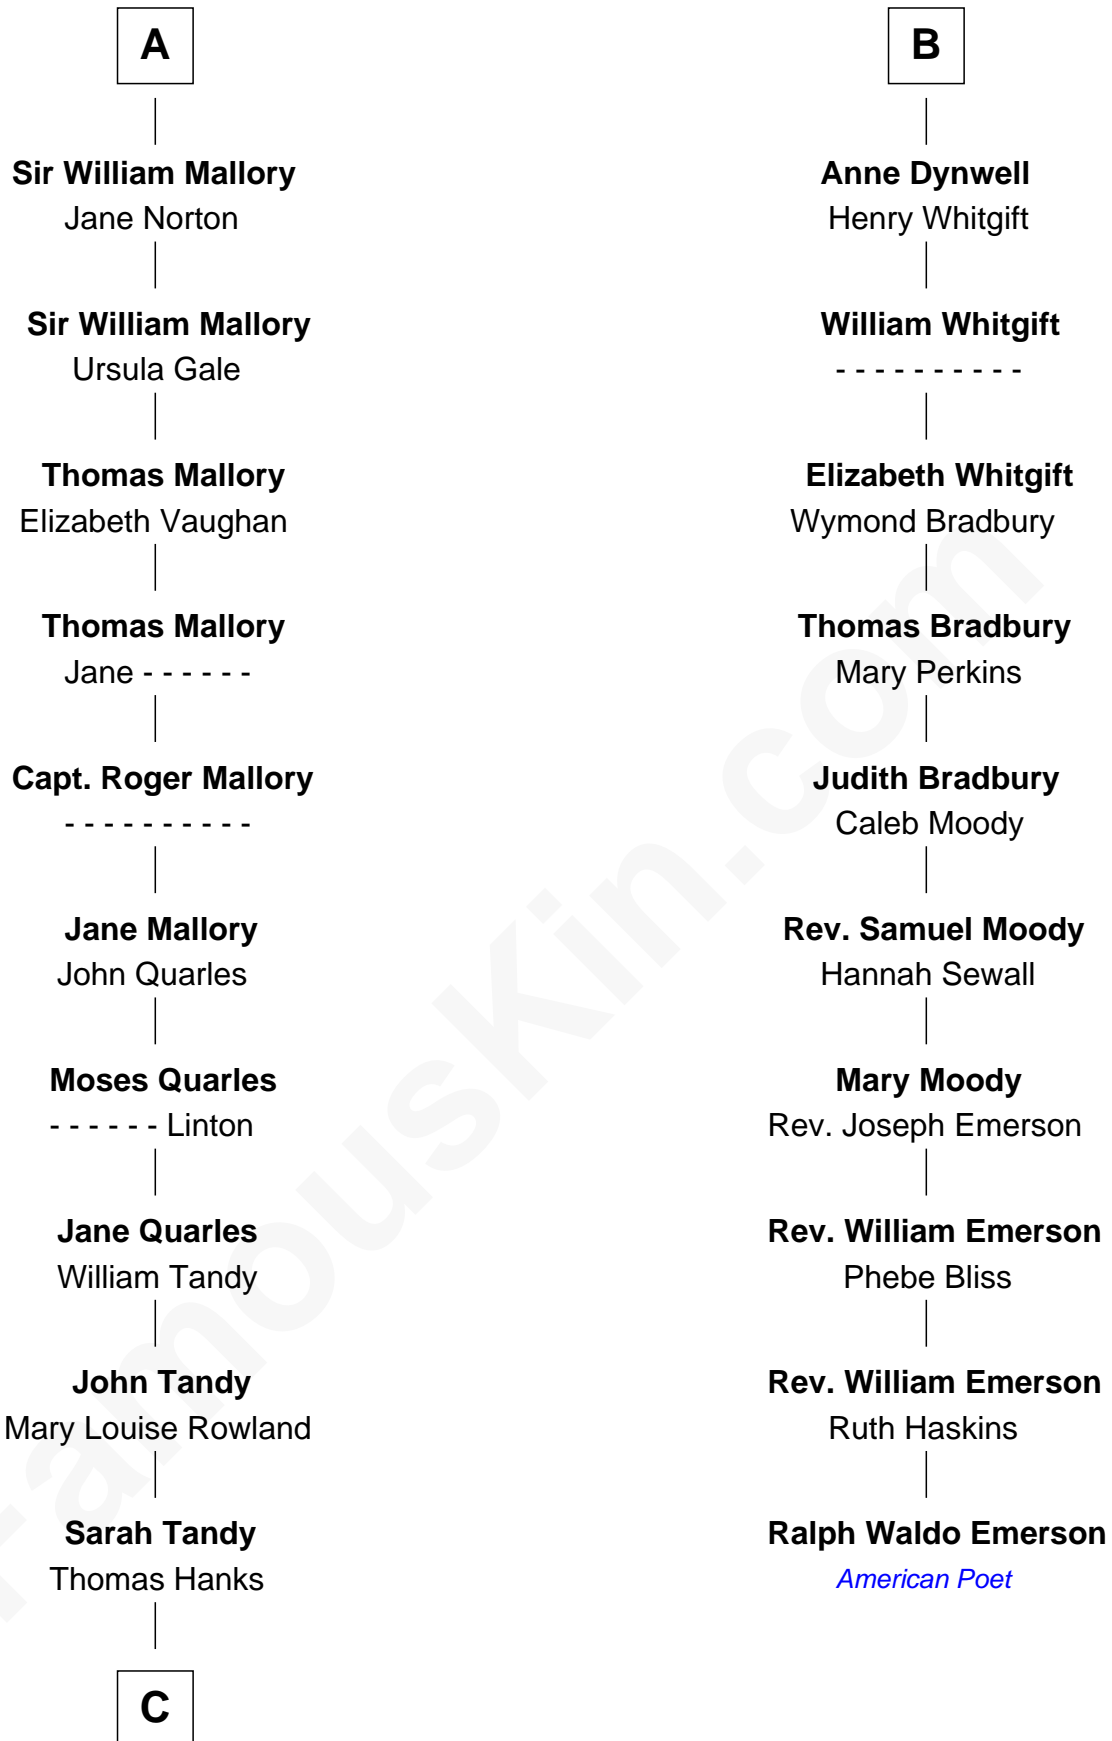 A
Sir William Mallory
Jane Norton
Sir William Mallory
Ursula Gale
Thomas Mallory
Elizabeth Vaughan
Thomas Mallory
Jane - - - - - -
Capt. Roger Mallory
- - - - - - - - - -
Jane Mallory
John Quarles
Moses Quarles
- - - - - - Linton
Jane Quarles
William Tandy
John Tandy
Mary Louise Rowland
Sarah Tandy
Thomas Hanks
C
B
Anne Dynwell
Henry Whitgift
William Whitgift
- - - - - - - - - -
Elizabeth Whitgift
Wymond Bradbury
Thomas Bradbury
Mary Perkins
Judith Bradbury
Caleb Moody
Rev. Samuel Moody
Hannah Sewall
Mary Moody
Rev. Joseph Emerson
Rev. William Emerson
Phebe Bliss
Rev. William Emerson
Ruth Haskins
Ralph Waldo Emerson
American Poet
FamousKin.com